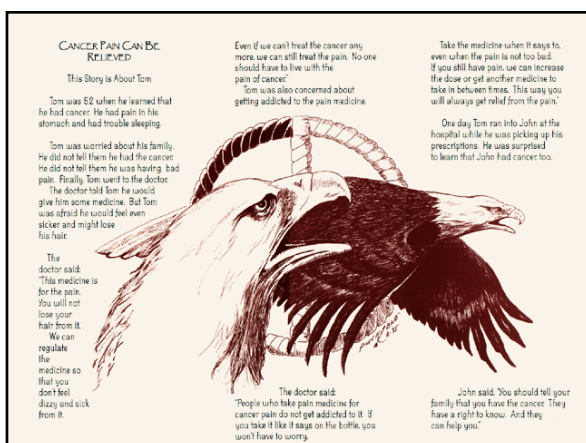 CANCER PAIN CAN BE
RELIEVED
This Story is About Tom
Tom was 52 when he learned that
he had cancer. He had pain in his
stomach and had trouble sleeping.
Tom was worried about his family.
He did not tell them he had the cancer.
He did not tell them he was having bad
pain. Finally, Tom went to the doctor.
The doctor told Tom he would
give him some medicine. But Tom
was afraid he would feel even
sicker and might lose
his hair.
The
doctor said:
"This medicine is
for the pain.
You will not
lose your
hair from it.
We can
regulate
the
medicine so
that you
don't feel
dizzy and sick
from it.
Even if we can't treat the cancer any
more, we can still treat the pain. No one
should have to live with the
pain of cancer."
Tom was also concerned about
getting addicted to the pain medicine.
The doctor said:
"People who take pain medicine for
cancer pain do not get addicted to it. If
you take it like it says on the bottle, you
won't have to worry.
Take the medicine when it says to,
even when the pain is not too bad.
If you still have pain, we can increase
the dose or get another medicine to
take in between times. This way you
will always get relief from the pain."
One day Tom ran into John at the
hospital while he was picking up his
prescriptions. He was surprised
to learn that John had cancer, too.
John said, "You should tell your
family that you have the cancer. They
have a right to know. And they
can help you."